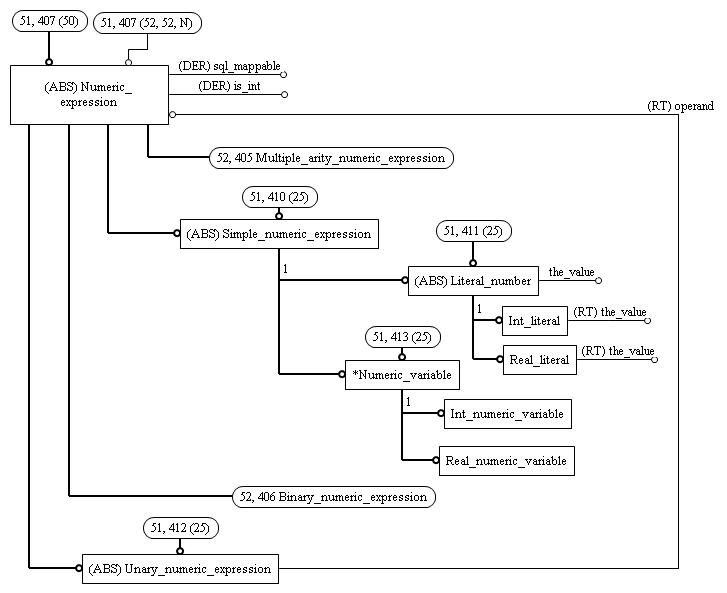 51, 407 (50)
51, 407 (52, 52, N)
(DER) sql_mappable
(ABS) Numeric_
expression
(DER) is_int
(RT) operand
52, 405 Multiple_arity_numeric_expression
51, 410 (25)
(ABS) Simple_numeric_expression
51, 411 (25)
1
(ABS) Literal_number
the_value
1
Int_literal
(RT) the_value
51, 413 (25)
Real_literal
(RT) the_value
*Numeric_variable
1
Int_numeric_variable
Real_numeric_variable
52, 406 Binary_numeric_expression
51, 412 (25)
(ABS) Unary_numeric_expression